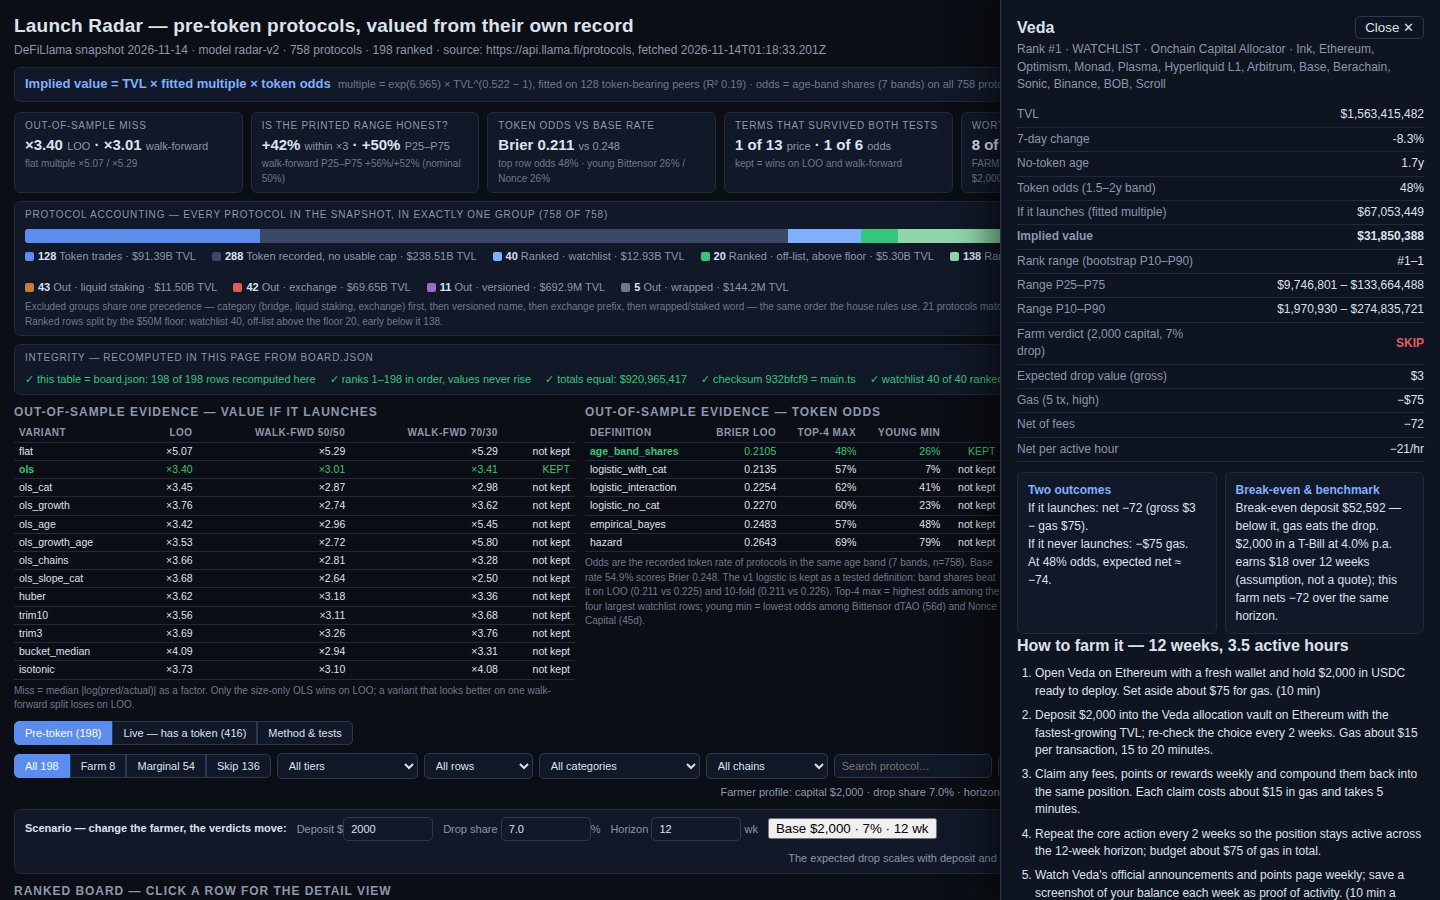 Launch Radar — pre-token protocols, valued from their own record
DeFiLlama snapshot 2026-11-14 · model radar-v2 · 758 protocols · 198 ranked · source: https://api.llama.fi/protocols, fetched 2026-11-14T01:18:33.201Z
Implied value = TVL × fitted multiple × token odds multiple = exp(6.965) × TVL^(0.522 − 1), fitted on 128 token-bearing peers (R² 0.19) · odds = age-band shares (7 bands) on all 758 proto
OUT-OF-SAMPLE MISS
×3.40 LOO · ×3.01 walk-forward
flat multiple ×5.07 / ×5.29
IS THE PRINTED RANGE HONEST?
+42% within ×3 · +50% P25–P75
walk-forward P25–P75 +56%/+52% (nominal
50%)
TOKEN ODDS VS BASE RATE
Brier 0.211 vs 0.248
top row odds 48% · young Bittensor 26% /
Nonce 26%
TERMS THAT SURVIVED BOTH TESTS
1 of 13 price · 1 of 6 odds
kept = wins on LOO and walk-forward
WORT
8 of
FARM
$2,000
PROTOCOL ACCOUNTING — EVERY PROTOCOL IN THE SNAPSHOT, IN EXACTLY ONE GROUP (758 OF 758)
128 Token trades · $91.39B TVL 288 Token recorded, no usable cap · $238.51B TVL 40 Ranked · watchlist · $12.93B TVL 20 Ranked · off-list, above floor · $5.30B TVL 138 Ran
43 Out · liquid staking · $11.50B TVL 42 Out · exchange · $69.65B TVL 11 Out · versioned · $692.9M TVL 5 Out · wrapped · $144.2M TVL
Excluded groups share one precedence — category (bridge, liquid staking, exchange) first, then versioned name, then exchange prefix, then wrapped/staked word — the same order the house rules use. 21 protocols matc
Ranked rows split by the $50M floor: watchlist 40, off-list above the floor 20, early below it 138.
INTEGRITY — RECOMPUTED IN THIS PAGE FROM BOARD.JSON
✓ this table = board.json: 198 of 198 rows recomputed here ✓ ranks 1–198 in order, values never rise ✓ totals equal: $920,965,417 ✓ checksum 932bfcf9 = main.ts ✓ watchlist 40 of 40 ranked
OUT-OF-SAMPLE EVIDENCE — VALUE IF IT LAUNCHES
VARIANT LOO WALK-FWD 50/50 WALK-FWD 70/30
flat ×5.07 ×5.29 ×5.29 not kept
ols ×3.40 ×3.01 ×3.41 KEPT
ols_cat ×3.45 ×2.87 ×2.98 not kept
ols_growth ×3.76 ×2.74 ×3.62 not kept
ols_age ×3.42 ×2.96 ×5.45 not kept
ols_growth_age ×3.53 ×2.72 ×5.80 not kept
ols_chains ×3.66 ×2.81 ×3.28 not kept
ols_slope_cat ×3.68 ×2.64 ×2.50 not kept
huber ×3.62 ×3.18 ×3.36 not kept
trim10 ×3.56 ×3.11 ×3.68 not kept
trim3 ×3.69 ×3.26 ×3.76 not kept
bucket_median ×4.09 ×2.94 ×3.31 not kept
isotonic ×3.73 ×3.10 ×4.08 not kept
Miss = median |log(pred/actual)| as a factor. Only the size-only OLS wins on LOO; a variant that looks better on one walk-
forward split loses on LOO.
OUT-OF-SAMPLE EVIDENCE — TOKEN ODDS
DEFINITION BRIER LOO TOP-4 MAX YOUNG MIN
age_band_shares 0.2105 48% 26% KEPT
logistic_with_cat 0.2135 57% 7% not kept
logistic_interaction 0.2254 62% 41% not kept
logistic_no_cat 0.2270 60% 23% not kept
empirical_bayes 0.2483 57% 48% not kept
hazard 0.2643 69% 79% not kept
Odds are the recorded token rate of protocols in the same age band (7 bands, n=758). Base
rate 54.9% scores Brier 0.248. The v1 logistic is kept as a tested definition: band shares beat
it on LOO (0.211 vs 0.225) and 10-fold (0.211 vs 0.226). Top-4 max = highest odds among the
four largest watchlist rows; young min = lowest odds among Bittensor dTAO (56d) and Nonce
Capital (45d).
Pre-token (198) Live — has a token (416) Method & tests
All 198 Farm 8 Marginal 54 Skip 136 All tiers All rows All categories All chains Search protocol…
Farmer profile: capital $2,000 · drop share 7.0% · horizon
Scenario — change the farmer, the verdicts move: Deposit $ 2000 Drop share 7.0 % Horizon 12 wk Base $2,000 · 7% · 12 wk
The expected drop scales with deposit and
RANKED BOARD — CLICK A ROW FOR THE DETAIL VIEW
Veda
Close ✕
Rank #1 · WATCHLIST · Onchain Capital Allocator · Ink, Ethereum,
Optimism, Monad, Plasma, Hyperliquid L1, Arbitrum, Base, Berachain,
Sonic, Binance, BOB, Scroll
TVL $1,563,415,482
7-day change -8.3%
No-token age 1.7y
Token odds (1.5–2y band) 48%
If it launches (fitted multiple) $67,053,449
Implied value $31,850,388
Rank range (bootstrap P10–P90) #1–1
Range P25–P75 $9,746,801 – $133,664,488
Range P10–P90 $1,970,930 – $274,835,721
Farm verdict (2,000 capital, 7%
drop) SKIP
Expected drop value (gross) $3
Gas (5 tx, high) −$75
Net of fees −72
Net per active hour −21/hr
Two outcomes
If it launches: net −72 (gross $3
− gas $75).
If it never launches: −$75 gas.
At 48% odds, expected net ≈
−74.
Break-even & benchmark
Break-even deposit $52,592 —
below it, gas eats the drop.
$2,000 in a T-Bill at 4.0% p.a.
earns $18 over 12 weeks
(assumption, not a quote); this
farm nets −72 over the same
horizon.
How to farm it — 12 weeks, 3.5 active hours
1. Open Veda on Ethereum with a fresh wallet and hold $2,000 in USDC
ready to deploy. Set aside about $75 for gas. (10 min)
2. Deposit $2,000 into the Veda allocation vault on Ethereum with the
fastest-growing TVL; re-check the choice every 2 weeks. Gas about $15
per transaction, 15 to 20 minutes.
3. Claim any fees, points or rewards weekly and compound them back into
the same position. Each claim costs about $15 in gas and takes 5
minutes.
4. Repeat the core action every 2 weeks so the position stays active across
the 12-week horizon; budget about $75 of gas in total.
5. Watch Veda's official announcements and points page weekly; save a
screenshot of your balance each week as proof of activity. (10 min a